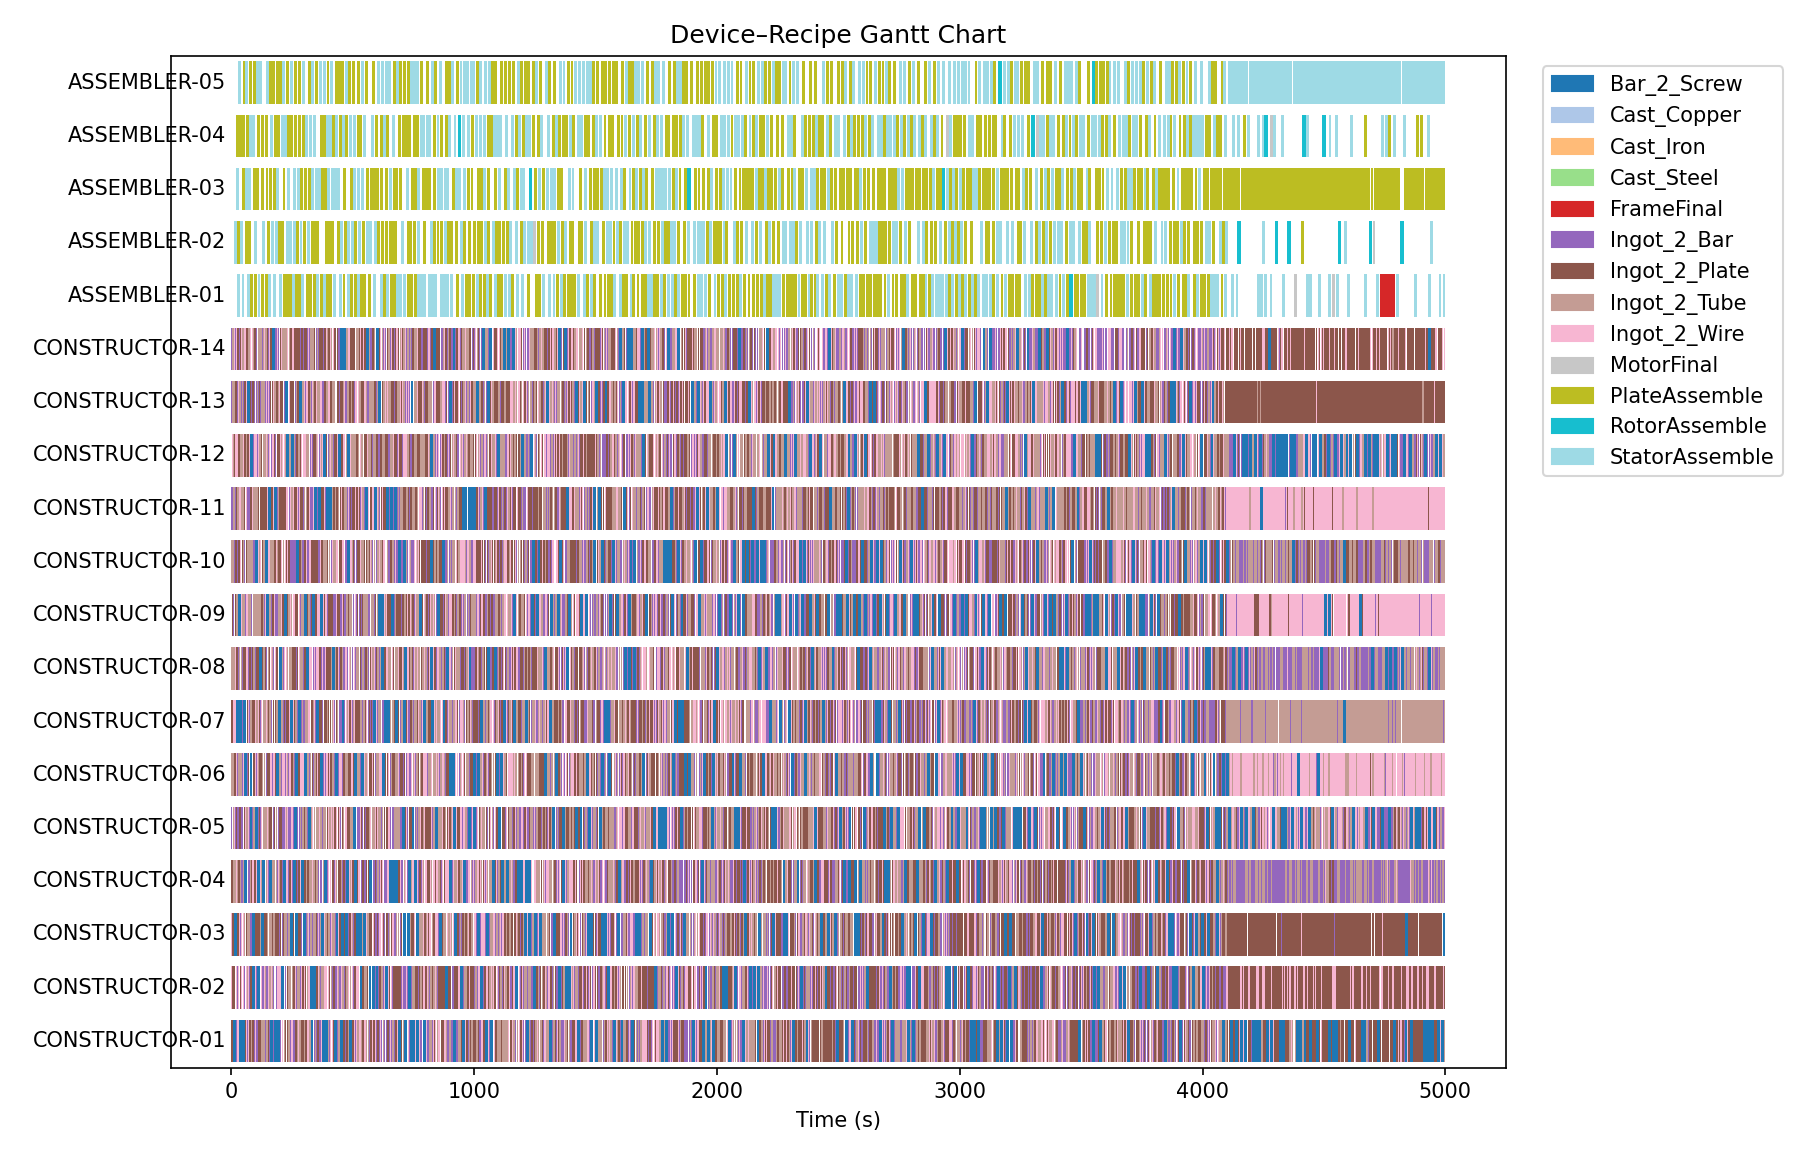 Device–Recipe Gantt Chart
ASSEMBLER-05
ASSEMBLER-04
ASSEMBLER-03
ASSEMBLER-02
ASSEMBLER-01
CONSTRUCTOR-14
CONSTRUCTOR-13
CONSTRUCTOR-12
CONSTRUCTOR-11
CONSTRUCTOR-10
CONSTRUCTOR-09
CONSTRUCTOR-08
CONSTRUCTOR-07
CONSTRUCTOR-06
CONSTRUCTOR-05
CONSTRUCTOR-04
CONSTRUCTOR-03
CONSTRUCTOR-02
CONSTRUCTOR-01
0 1000 2000 3000 4000 5000
Time (s)
Bar_2_Screw
Cast_Copper
Cast_Iron
Cast_Steel
FrameFinal
Ingot_2_Bar
Ingot_2_Plate
Ingot_2_Tube
Ingot_2_Wire
MotorFinal
PlateAssemble
RotorAssemble
StatorAssemble